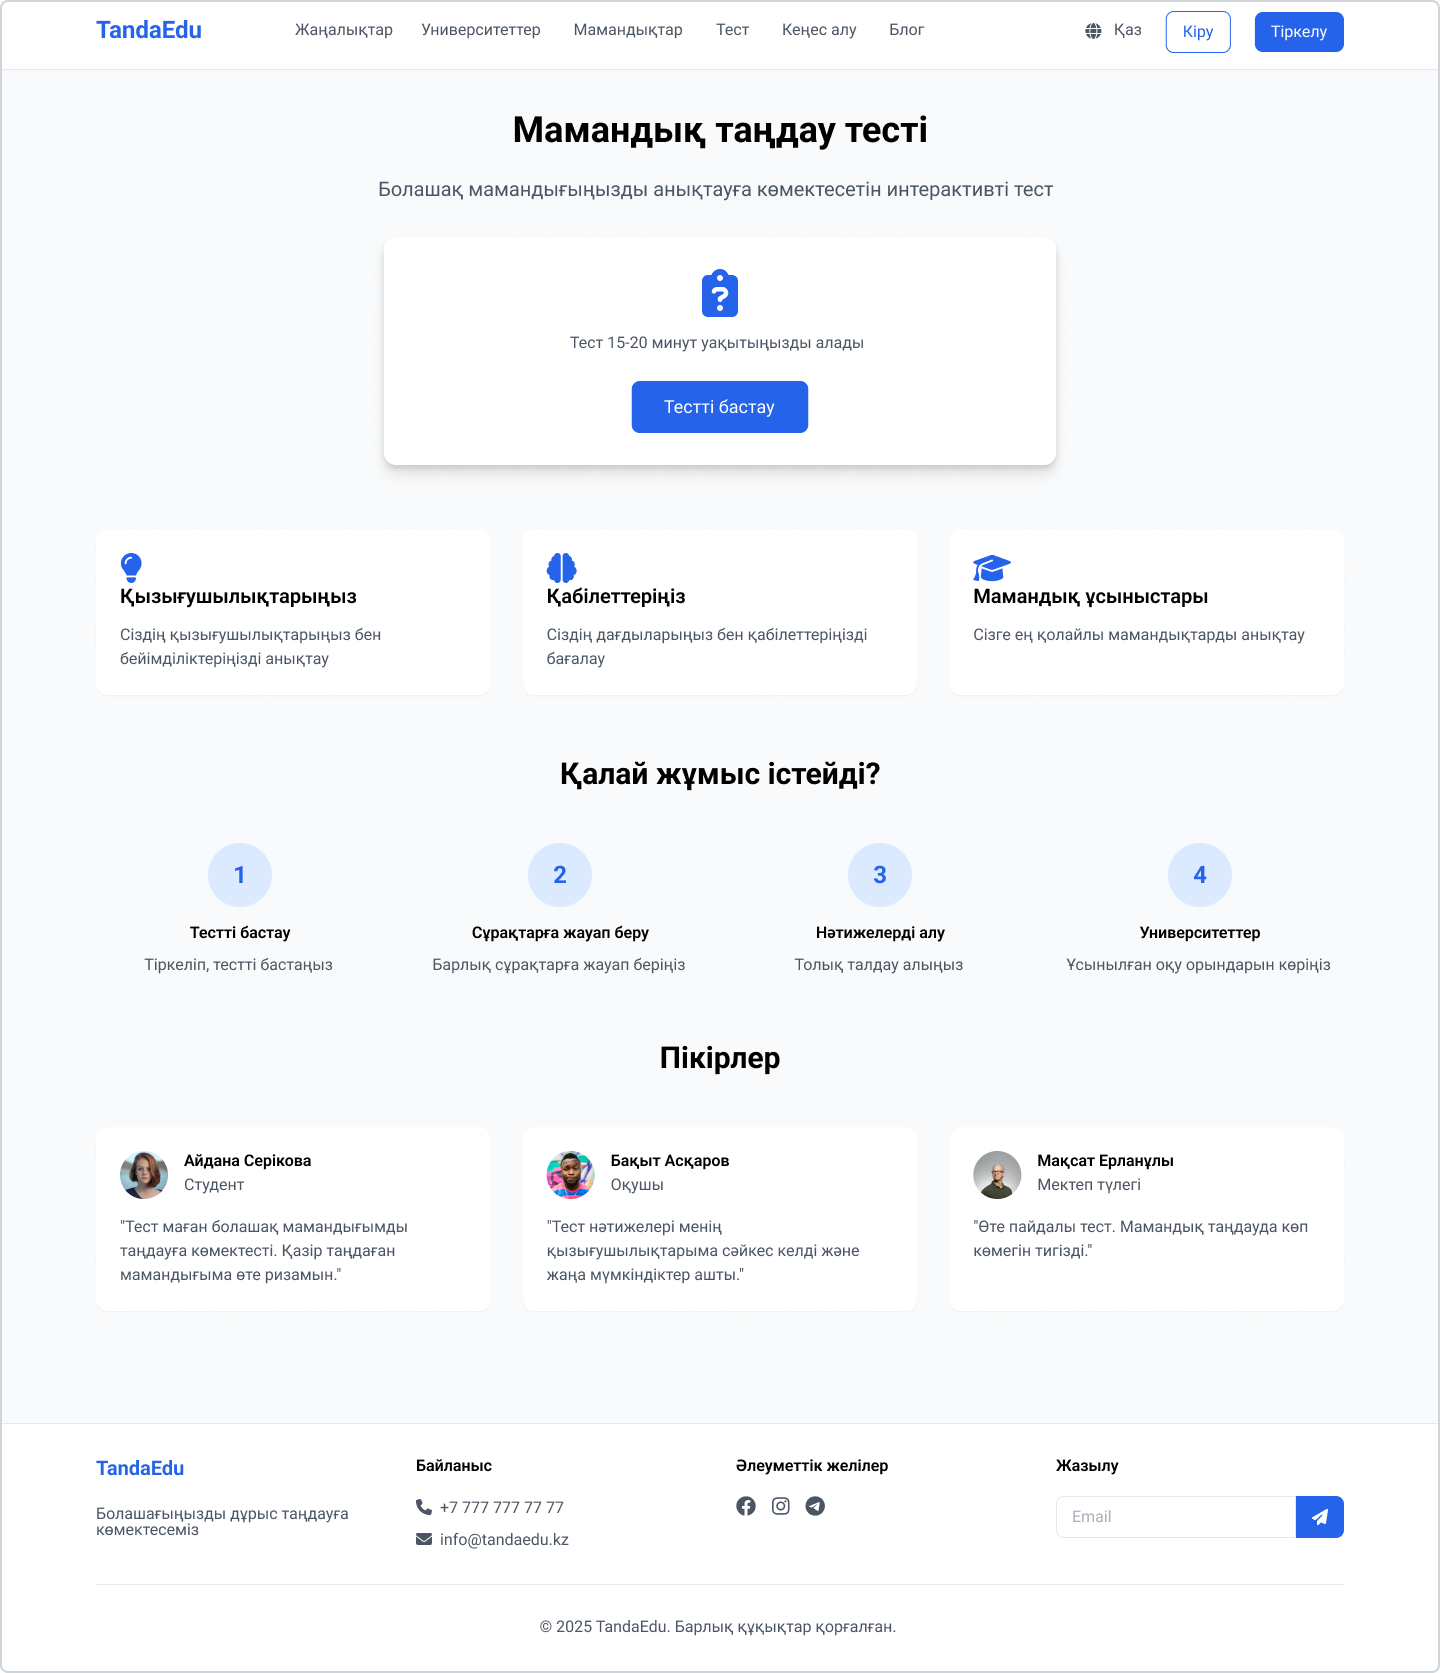 TandaEdu
Жаңалықтар
Университеттер
Мамандықтар
Тест
Кеңес алу
Блог
Қаз
Кіру
Тіркелу
Мамандық таңдау тесті
Болашақ мамандығыңызды анықтауға көмектесетін интерактивті тест
Тест 15-20 минут уақытыңызды алады
Тестті бастау
Қызығушылықтарыңыз
Сіздің қызығушылықтарыңыз бен
бейімділіктеріңізді анықтау
Қабілеттеріңіз
Сіздің дағдыларыңыз бен қабілеттеріңізді
бағалау
Мамандық ұсыныстары
Сізге ең қолайлы мамандықтарды анықтау
Қалай жұмыс істейді?
1
Тестті бастау
Тіркеліп, тестті бастаңыз
2
Сұрақтарға жауап беру
Барлық сұрақтарға жауап беріңіз
3
Нәтижелерді алу
Толық талдау алыңыз
4
Университеттер
Ұсынылған оқу орындарын көріңіз
Пікірлер
Айдана Серікова
Студент
"Тест маған болашақ мамандығымды
таңдауға көмектесті. Қазір таңдаған
мамандығыма өте ризамын."
Бақыт Асқаров
Оқушы
"Тест нәтижелері менің
қызығушылықтарыма сәйкес келді және
жаңа мүмкіндіктер ашты."
Мақсат Ерланұлы
Мектеп түлегі
"Өте пайдалы тест. Мамандық таңдауда көп
көмегін тигізді."
TandaEdu
Болашағыңызды дұрыс таңдауға
көмектесеміз
Байланыс
+7 777 777 77 77
info@tandaedu.kz
Әлеуметтік желілер
Жазылу
Email
© 2025 TandaEdu. Барлық құқықтар қорғалған.